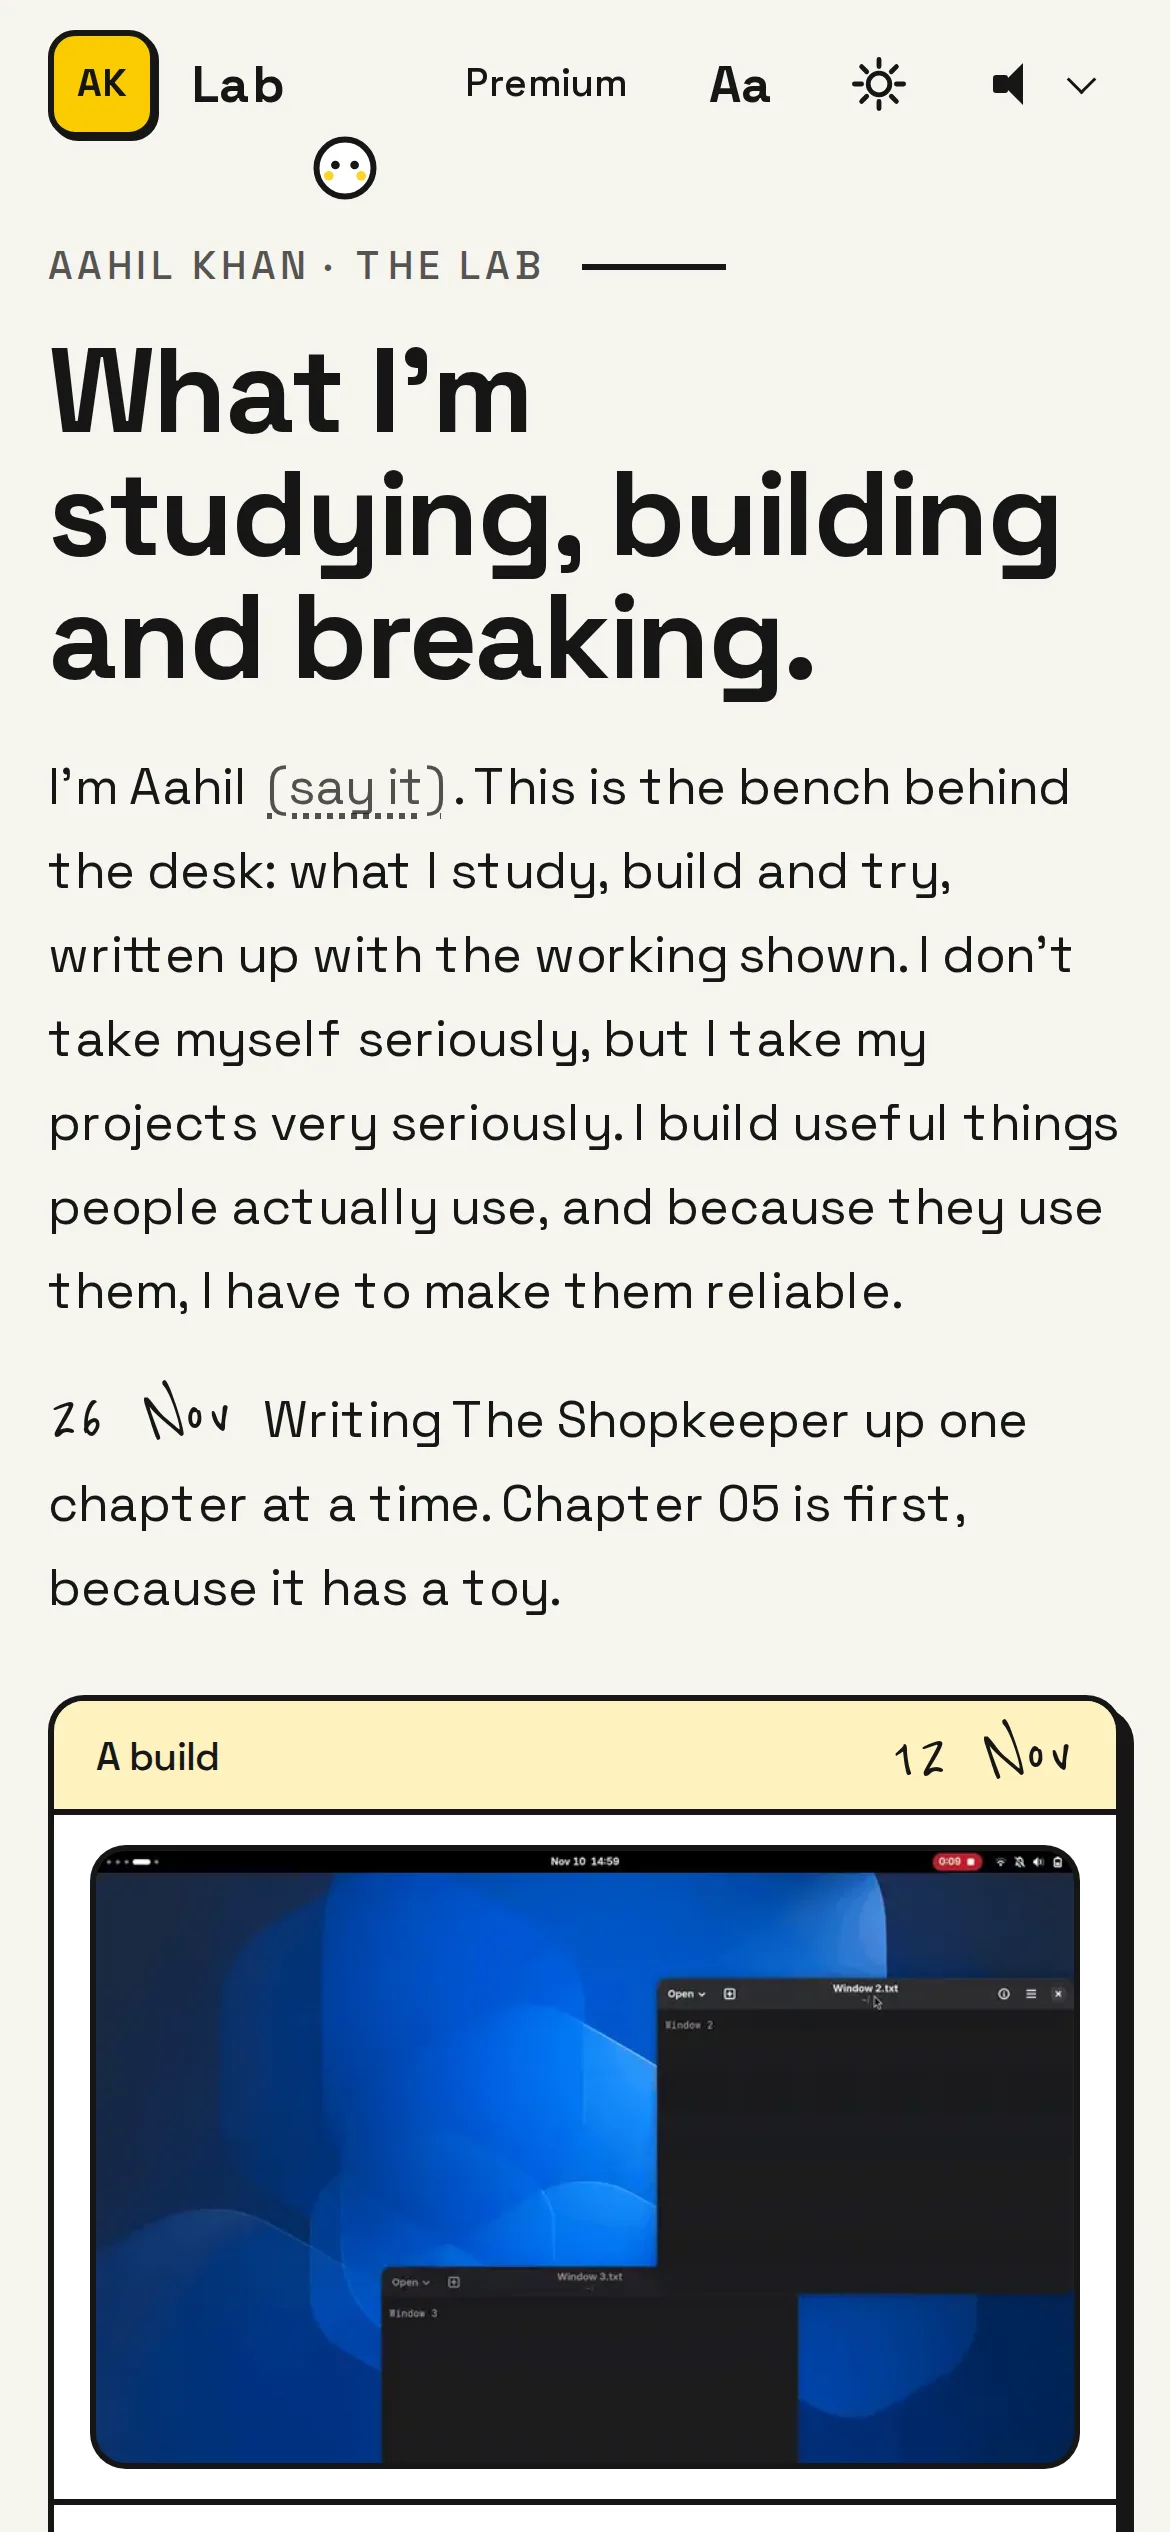 AK Lab Premium Aa
AAHIL KHAN · THE LAB
What I’m
studying, building
and breaking.
I’m Aahil (say it). This is the bench behind
the desk: what I study, build and try,
written up with the working shown. I don’t
take myself seriously, but I take my
projects very seriously. I build useful things
people actually use, and because they use
them, I have to make them reliable.
26 Nov Writing The Shopkeeper up one
chapter at a time. Chapter 05 is first,
because it has a toy.
A build 12 Nov
Nov 10 14:59 0:09
Open Window 2.txt
Window 2
Open Window 3.txt
Window 3